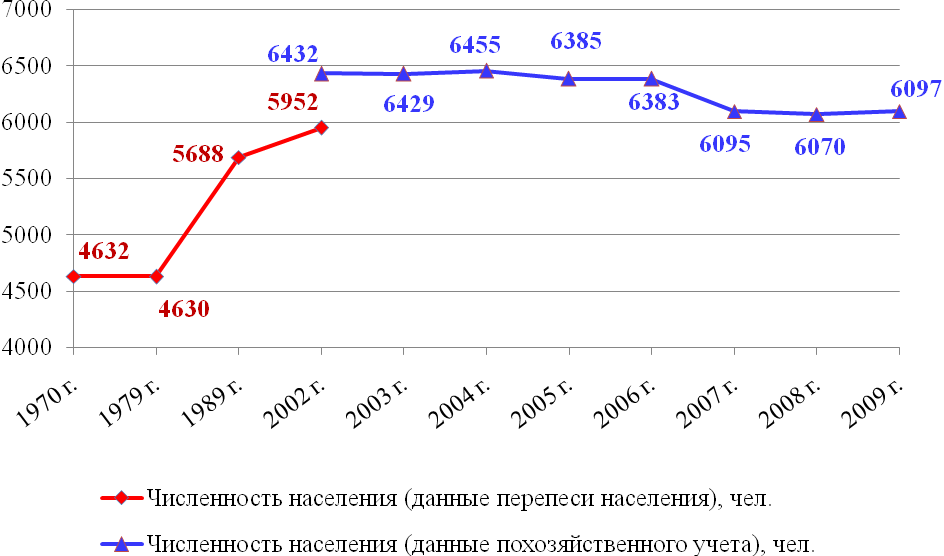 7000
6500
6000
5500
5000
4500
4000
4632
4630
5688
5952
6432
6429
6455
6385
6383
6095
6070
6097
1970 г.
1979 г.
1989 г.
2002 г.
2003 г.
2004 г.
2005 г.
2006 г.
2007 г.
2008 г.
2009 г.
Численность населения (данные перепеси населения), чел.
Численность населения (данные похозяйственного учета), чел.